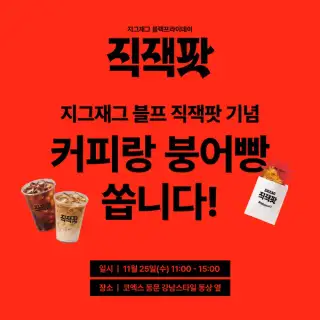 지그재그 블랙프라이데이
직잭팟
지그재그 블프 직잭팟 기념
커피랑 붕어빵
쏩니다!
직잭팟
직잭팟
일시 | 11월 25일(수) 11:00 - 15:00
장소 | 코엑스 동문 강남스타일 동상 옆